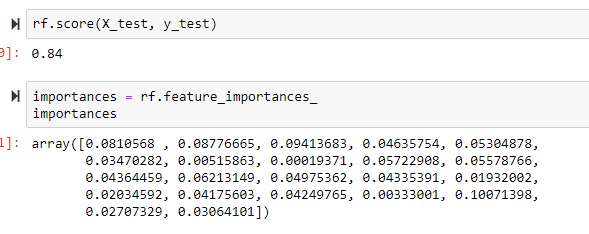 rf.score(X_test, y_test)
]: 0.84
importances = rf.feature_importances_
importances
]: array([0.0810568 , 0.08776665, 0.09413683, 0.04635754, 0.05304878,
0.03470282, 0.00515863, 0.00019371, 0.05722908, 0.05578766,
0.04364459, 0.06213149, 0.04975362, 0.04335391, 0.01932002,
0.02034592, 0.04175603, 0.04249765, 0.00333001, 0.10071398,
0.02707329, 0.03064101])